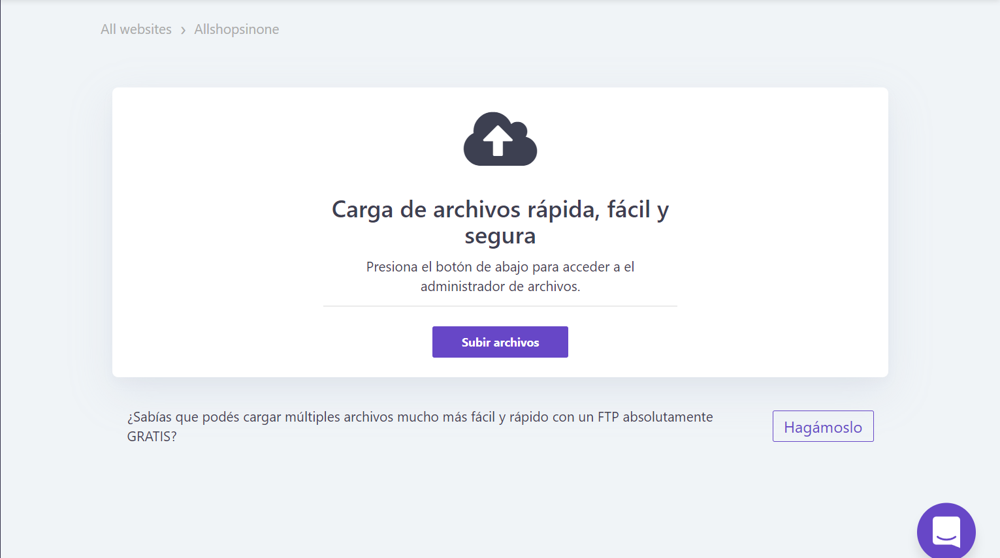 All websites › Allshopsinone
Carga de archivos rápida, fácil y
segura
Presiona el botón de abajo para acceder a el
administrador de archivos.
Subir archivos
¿Sabías que podés cargar múltiples archivos mucho más fácil y rápido con un FTP absolutamente
GRATIS?
Hagámoslo